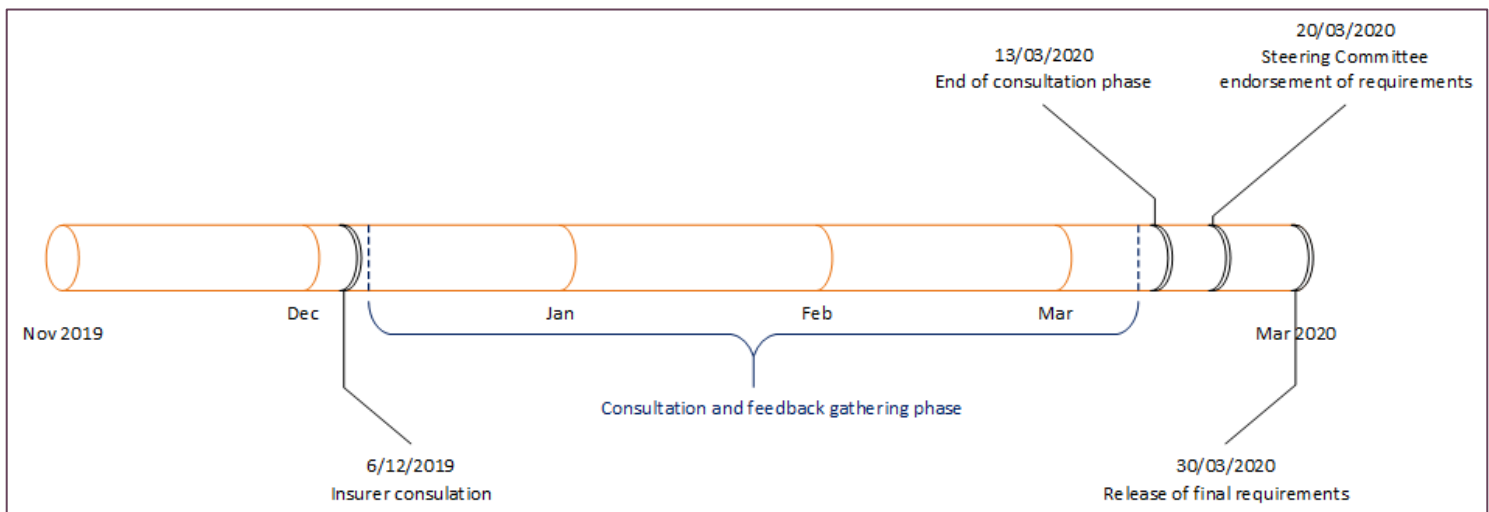 20/03/2020
Steering Committee
endorsement of requirements
13/03/2020
End of consultation phase
Dec
Jan
Feb
Mar
Nov 2019
Mar 2020
Consultation and feedback gathering phase
6/12/2019
Insurer consulation
30/03/2020
Release of final requirements